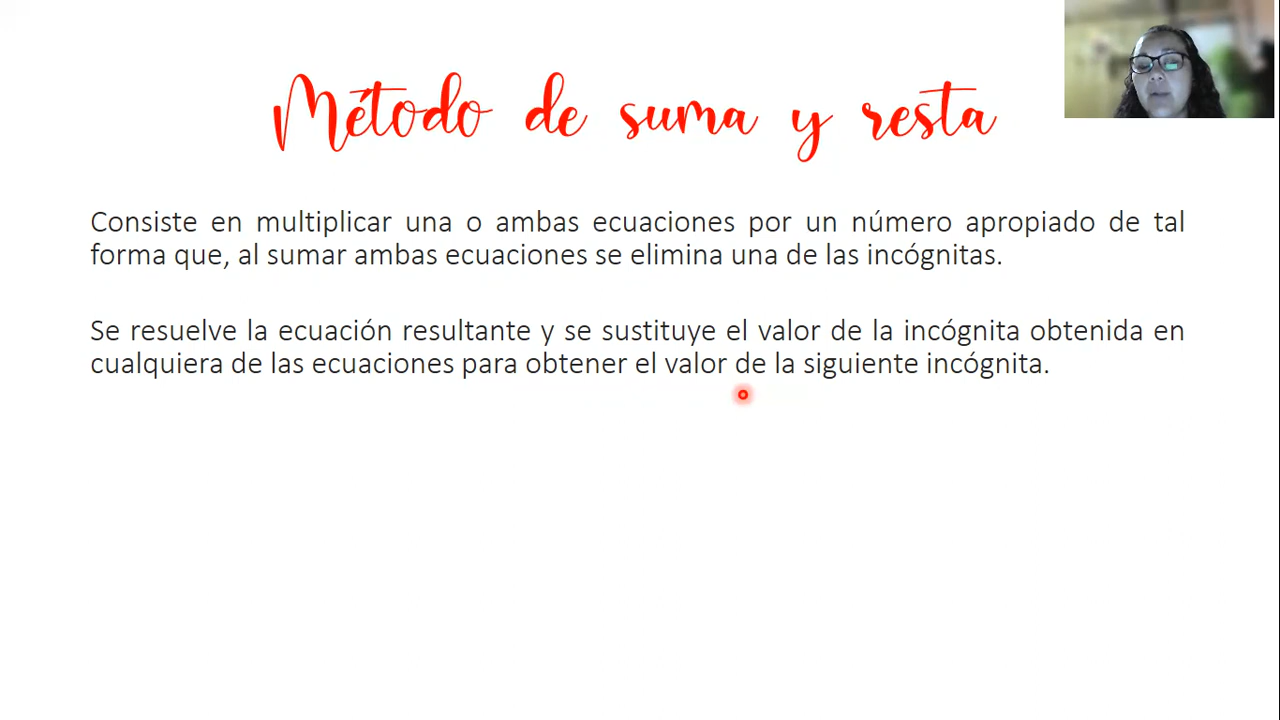 Método de suma y resta
Consiste en multiplicar una o ambas ecuaciones por un número apropiado de tal
forma que, al sumar ambas ecuaciones se elimina una de las incógnitas.
Se resuelve la ecuación resultante y se sustituye el valor de la incógnita obtenida en
cualquiera de las ecuaciones para obtener el valor de la siguiente incógnita.